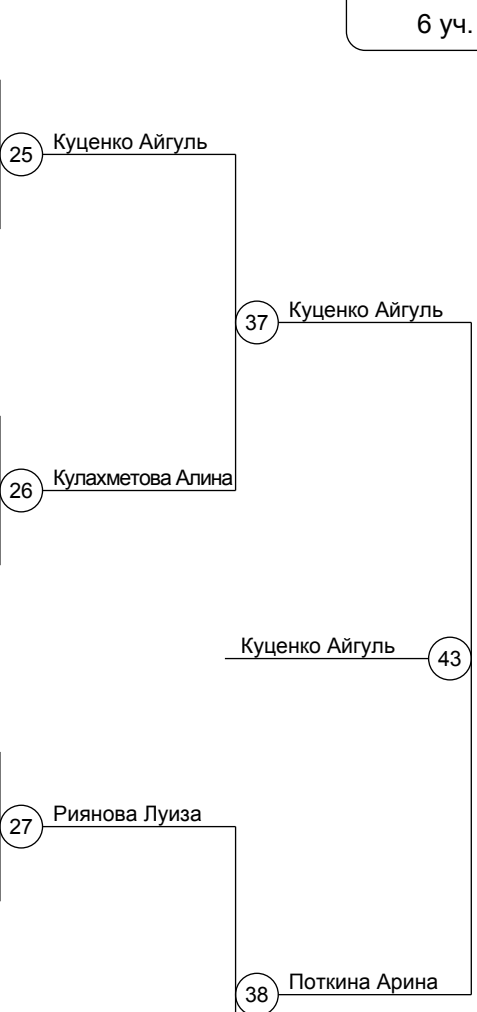 6 уч.
Куценко Айгуль
25
Куценко Айгуль
37
Кулахметова Алина
26
Куценко Айгуль
43
Риянова Луиза
27
Поткина Арина
38